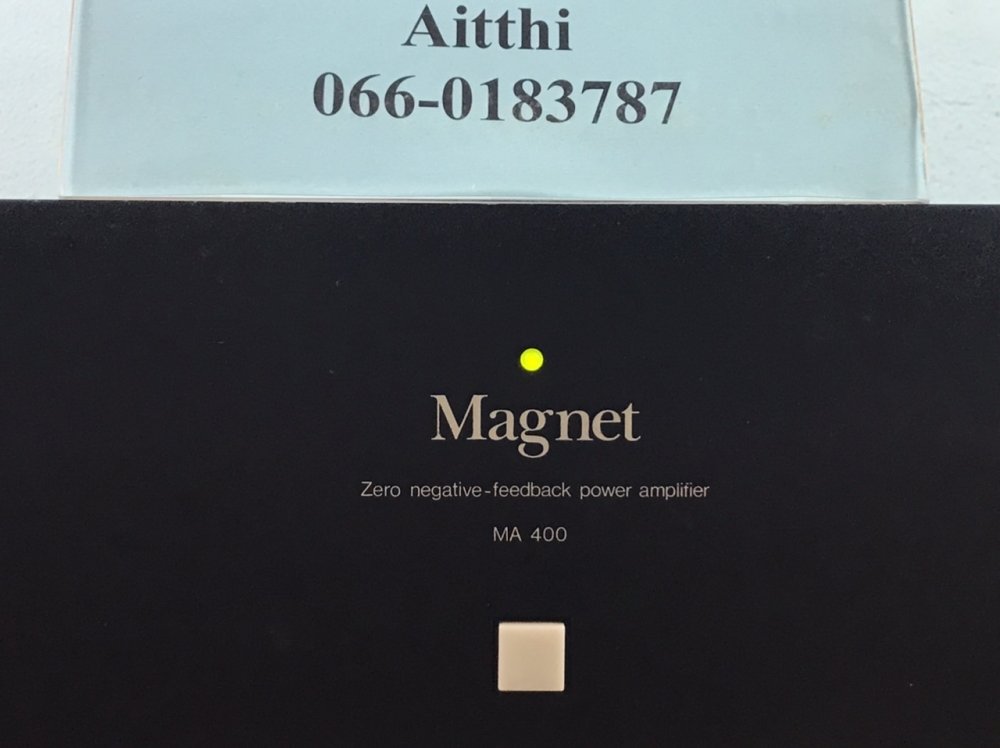 Aitthi
066-0183787
Magnet
Zero negative-feedback power amplifier
MA 400